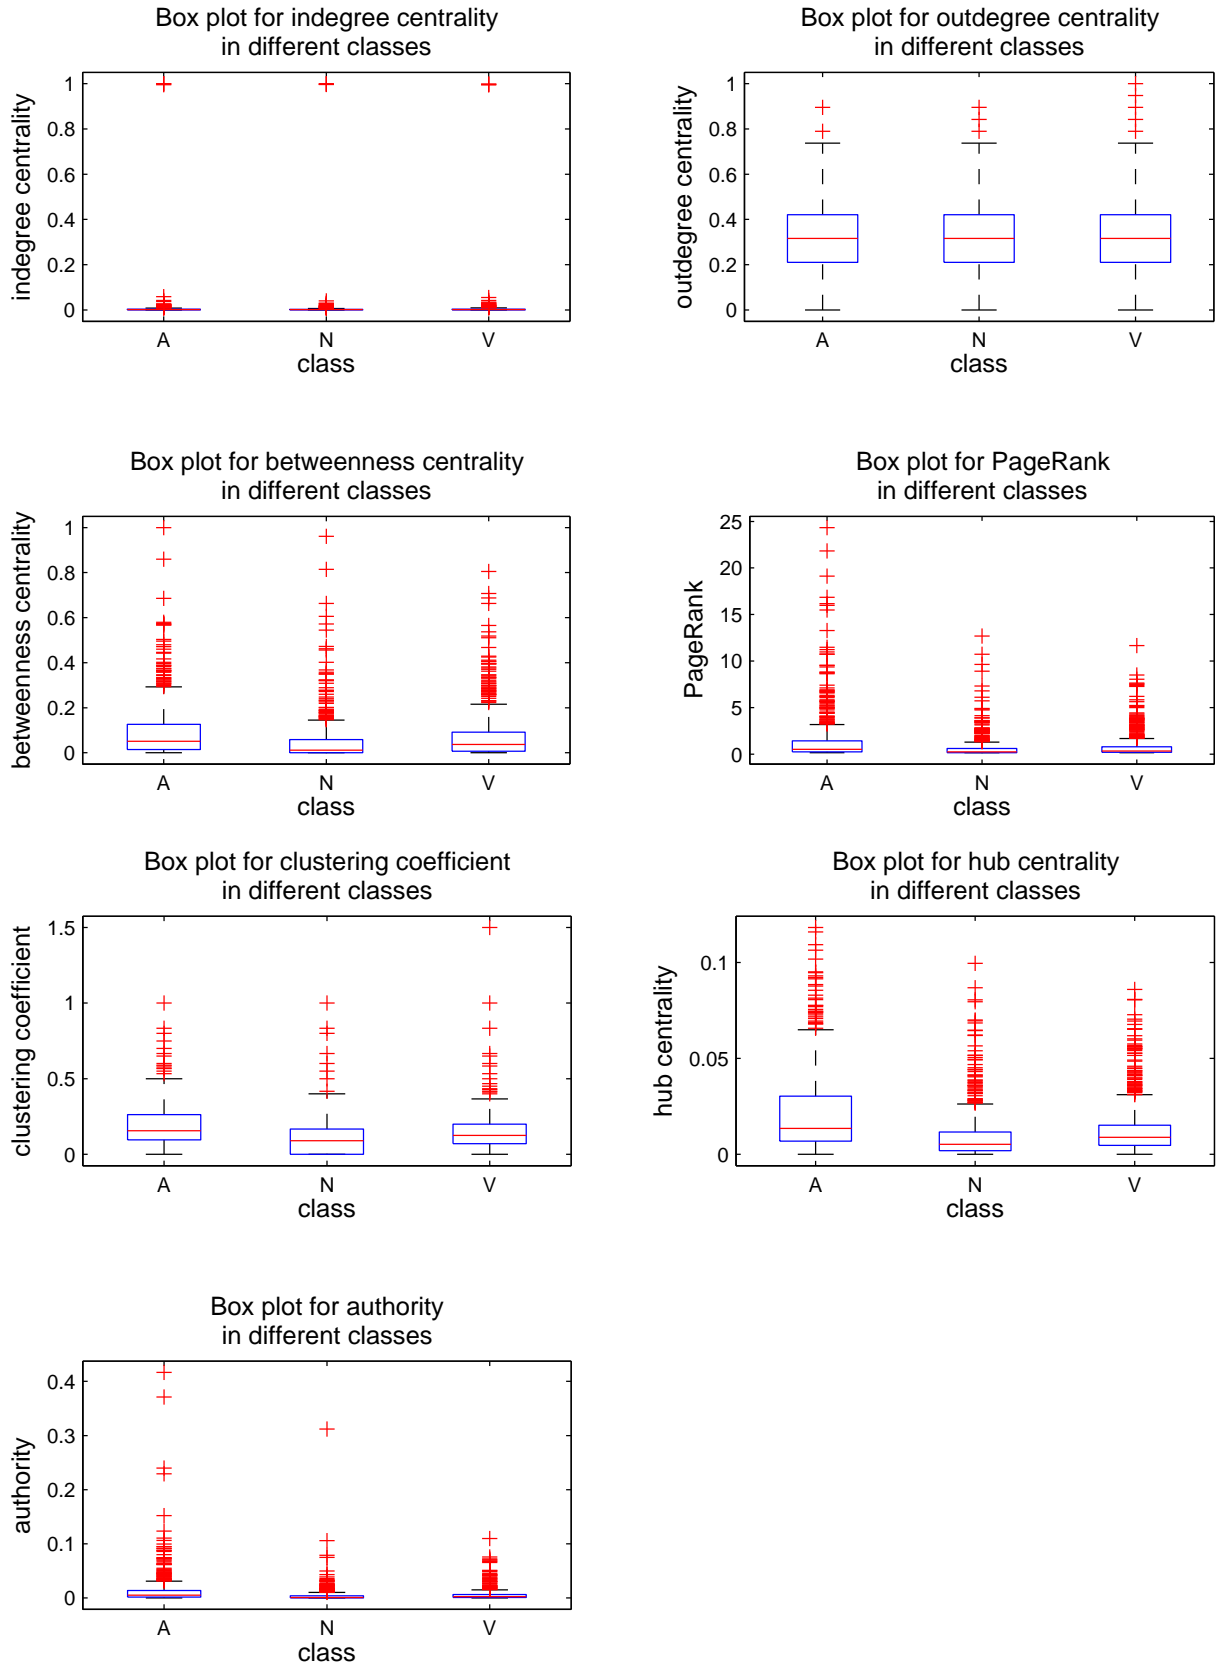 Box plot for indegree centrality
in different classes
indegree centrality
1
0.8
0.6
0.4
0.2
0
A N V
class
Box plot for outdegree centrality
in different classes
outdegree centrality
1
0.8
0.6
0.4
0.2
0
A N V
class
Box plot for betweenness centrality
in different classes
betweenness centrality
1
0.8
0.6
0.4
0.2
0
A N V
class
Box plot for PageRank
in different classes
PageRank
25
20
15
10
5
0
A N V
class
Box plot for clustering coefficient
in different classes
clustering coefficient
1.5
1
0.5
0
A N V
class
Box plot for hub centrality
in different classes
hub centrality
0.1
0.05
0
A N V
class
Box plot for authority
in different classes
authority
0.4
0.3
0.2
0.1
0
A N V
class